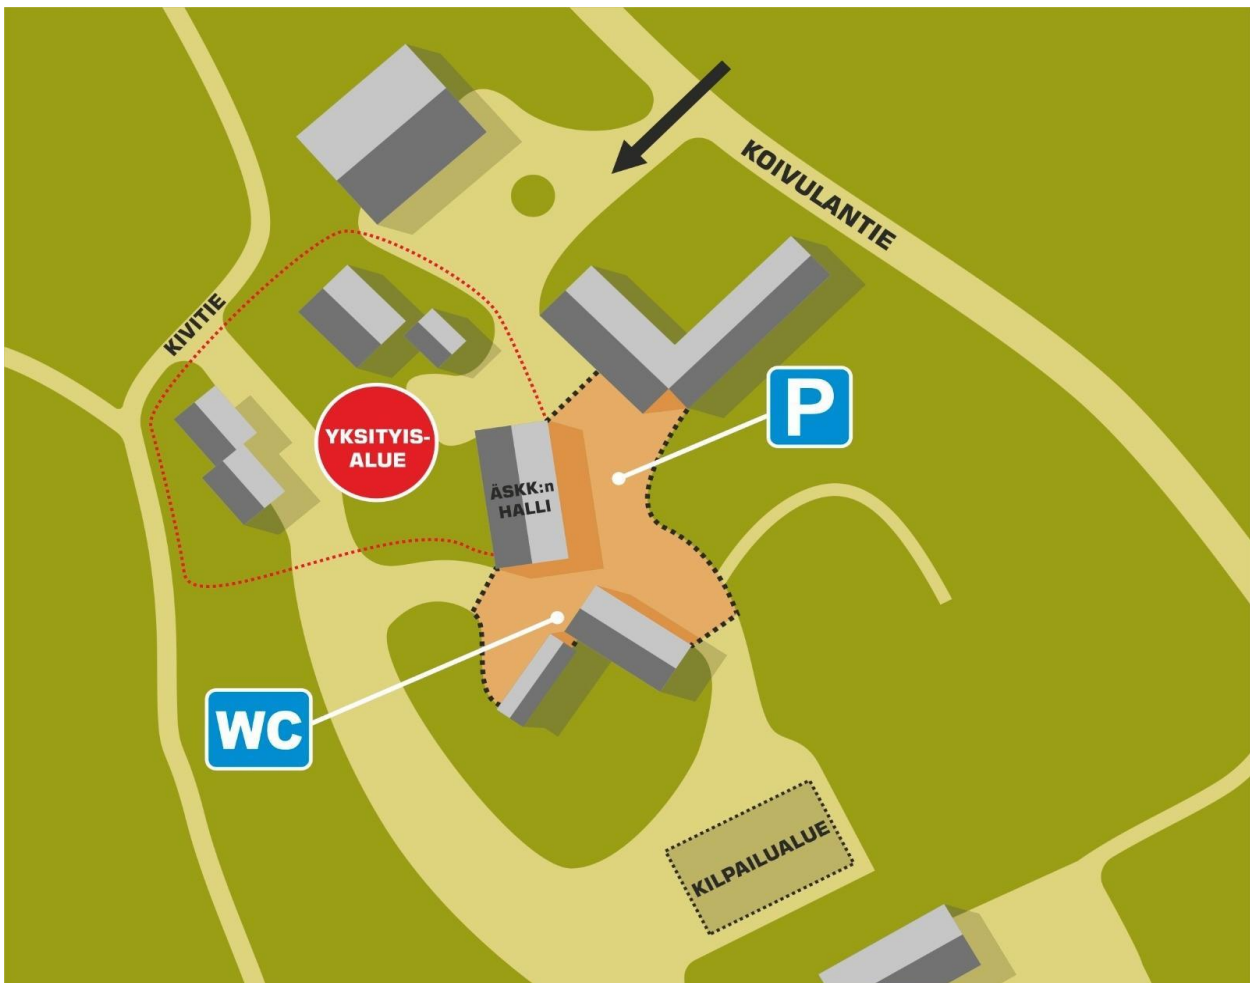 KOIVULANTIE
KIVITIE
P
YKSITYIS-
ALUE
ÄSKK:n
HALLI
WC
KILPAILUALUE